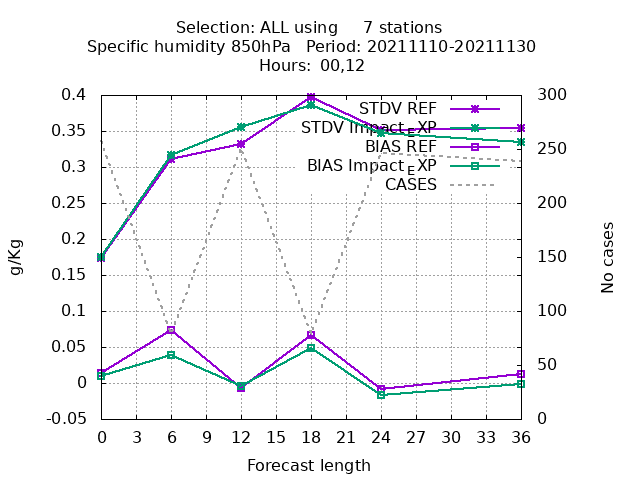 Selection: ALL using     7 stations
Specific humidity 850hPa   Period: 20211110-20211130
Hours: 00,12
0.4
0.35
0.3
0.25
0.2
0.15
0.1
0.05
0
-0.05
g/Kg
STDV REF
STDV Impact_EXP
BIAS REF
BIAS Impact_EXP
CASES
300
250
200
150
100
50
0
No cases
0 3 6 9 12 15 18 21 24 27 30 33 36
Forecast length